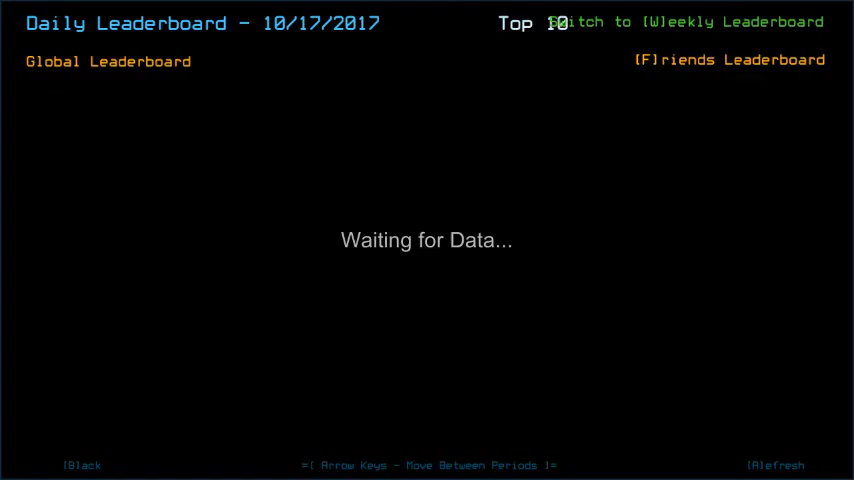 Daily Leaderboard - 10/17/2017
Top 10
Switch to [W]eekly Leaderboard
Global Leaderboard
[F]riends Leaderboard
Waiting for Data...
[B]ack
=[ Arrow Keys - Move Between Periods ]=
[R]efresh